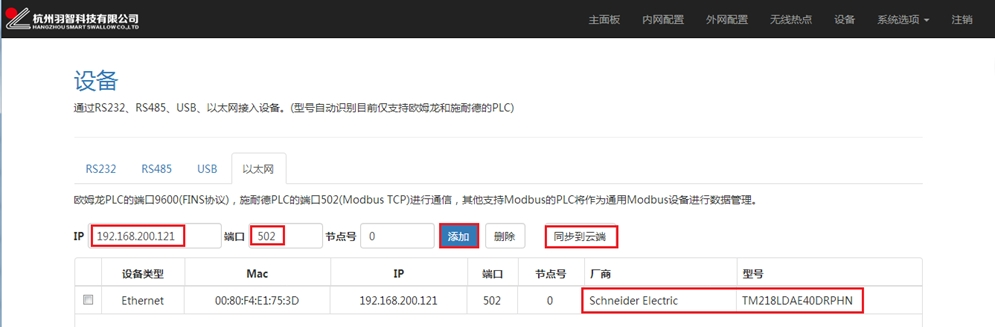 杭州羽智科技有限公司
HANGZHOU SMART SWALLOW CO.,LTD
主面板 内网配置 外网配置 无线热点 设备 系统选项 注销
设备
通过RS232、RS485、USB、以太网接入设备。(型号自动识别目前仅支持欧姆龙和施耐德的PLC)
RS232 RS485 USB 以太网
欧姆龙PLC的端口9600(FINS协议)，施耐德PLC的端口502(Modbus TCP)进行通信，其他支持Modbus的PLC将作为通用Modbus设备进行数据管理。
IP 192.168.200.121 端口 502 节点号 0 添加 删除 同步到云端
设备类型 Mac IP 端口 节点号 厂商 型号
Ethernet 00:80:F4:E1:75:3D 192.168.200.121 502 0 Schneider Electric TM218LDAE40DRPHN